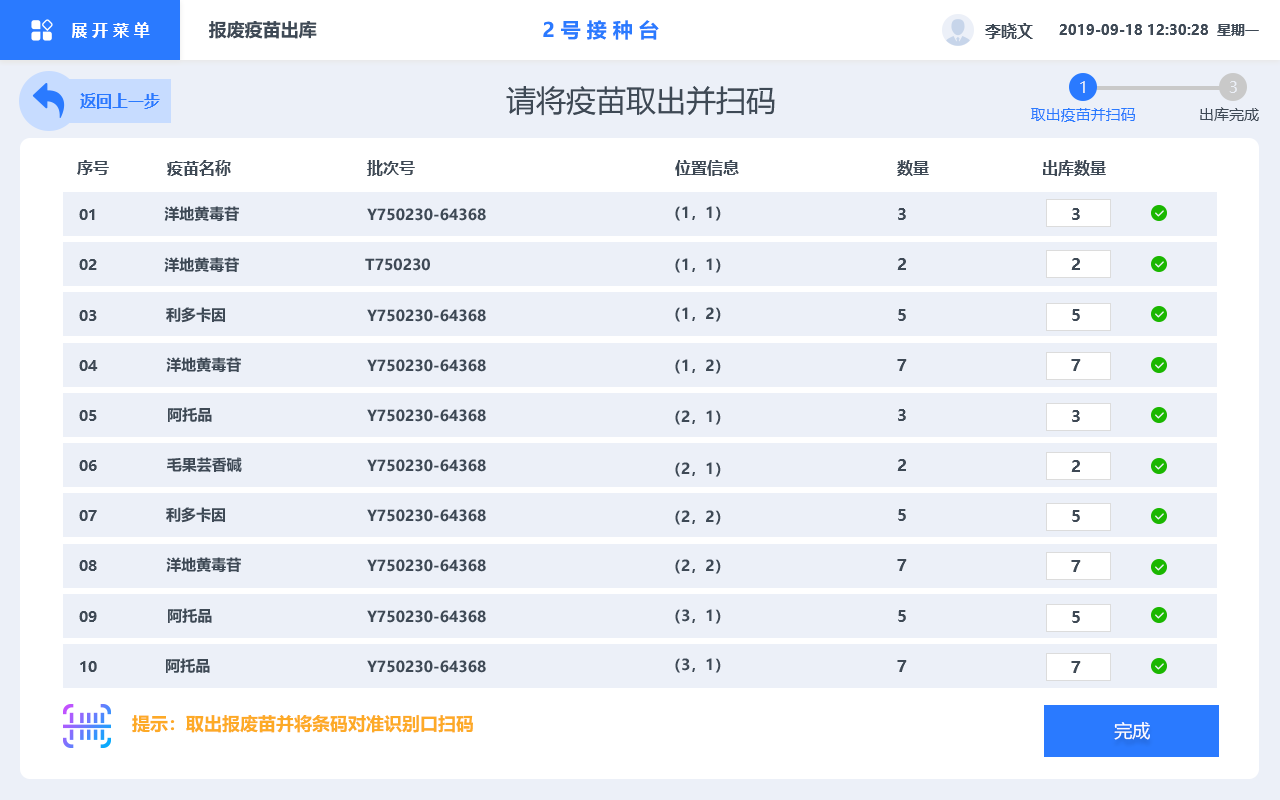 展开菜单 报废疫苗出库 2号接种台 李晓文 2019-09-18 12:30:28 星期一
返回上一步 请将疫苗取出并扫码 1 3
取出疫苗并扫码 出库完成
序号 疫苗名称 批次号 位置信息 数量 出库数量
01 洋地黄毒苷 Y750230-64368 (1, 1) 3 3
02 洋地黄毒苷 T750230 (1, 1) 2 2
03 利多卡因 Y750230-64368 (1, 2) 5 5
04 洋地黄毒苷 Y750230-64368 (1, 2) 7 7
05 阿托品 Y750230-64368 (2, 1) 3 3
06 毛果芸香碱 Y750230-64368 (2, 1) 2 2
07 利多卡因 Y750230-64368 (2, 2) 5 5
08 洋地黄毒苷 Y750230-64368 (2, 2) 7 7
09 阿托品 Y750230-64368 (3, 1) 5 5
10 阿托品 Y750230-64368 (3, 1) 7 7
提示：取出报废苗并将条码对准识别口扫码 完成